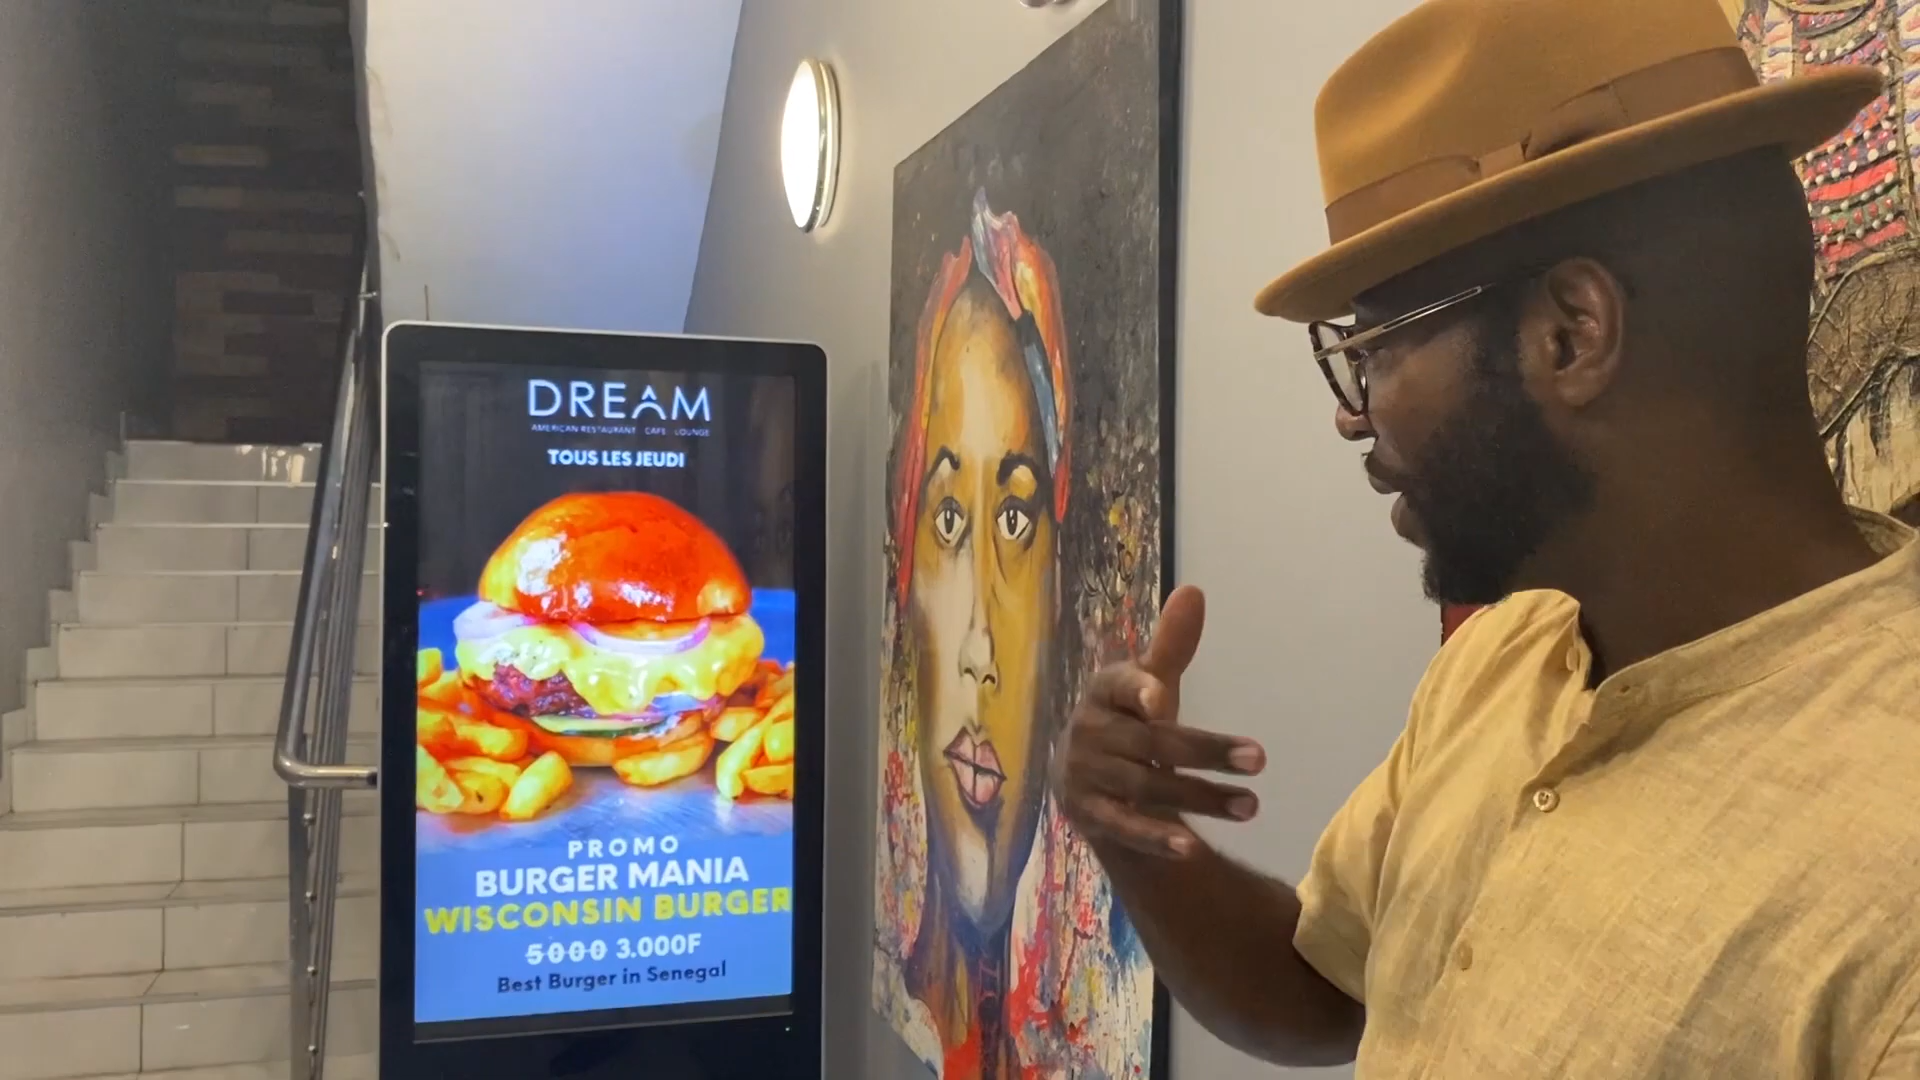 DREAM
AMERICAN RESTAURANT CAFE LOUNGE
TOUS LES JEUDI
PROMO
BURGER MANIA
WISCONSIN BURGER
5000 3.000F
Best Burger in Senegal